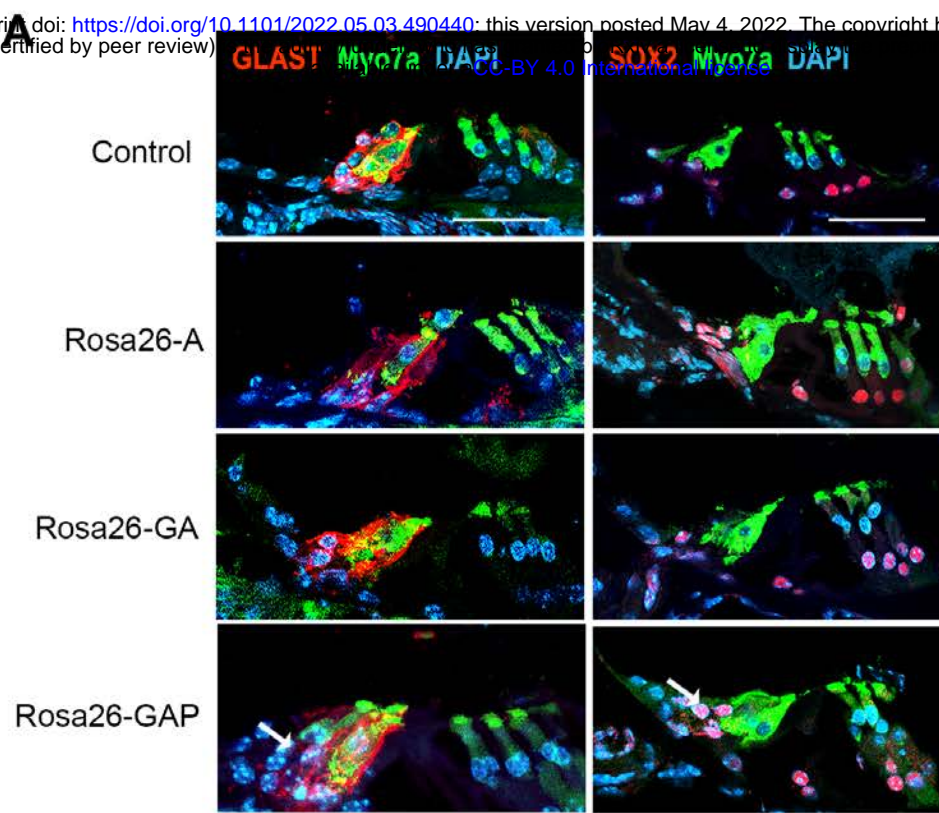 rint doi: https://doi.org/10.1101/2022.05.03.490440; this version posted May 4, 2022. The copyright h
ertified by peer review)
A
GLAST Myo7a DAPI
SOX2 Myo7a DAPI
CC-BY 4.0 International license
Control
Rosa26-A
Rosa26-GA
Rosa26-GAP